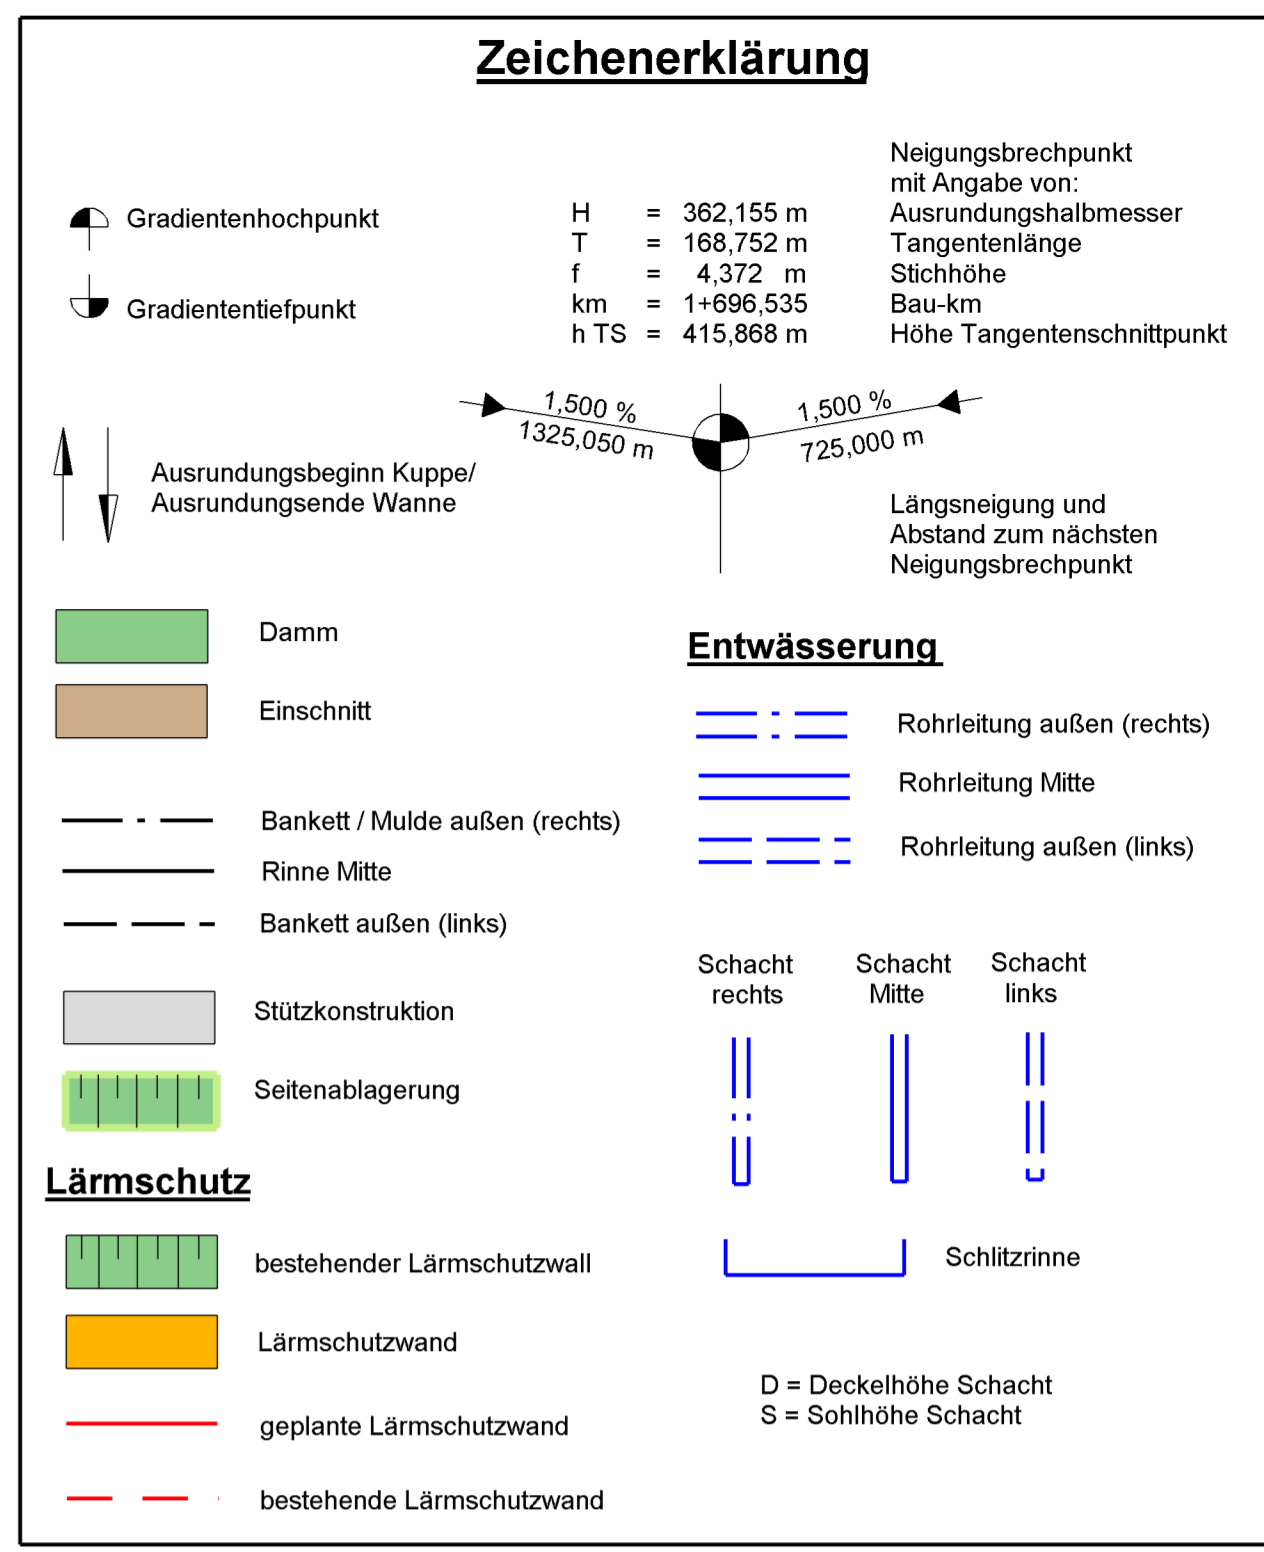 Zeichenerklärung
Gradientenhochpunkt
Gradiententiefpunkt
Neigungsbrechpunkt
mit Angabe von:
H = 362,155 m Ausrundungshalbmesser
T = 168,752 m Tangentenlänge
f = 4,372 m Stichhöhe
km = 1+696,535 Bau-km
h TS = 415,868 m Höhe Tangentenschnittpunkt
1,500 %
1325,050 m
1,500 %
725,000 m
Ausrundungsbeginn Kuppe/
Ausrundungsende Wanne
Längsneigung und
Abstand zum nächsten
Neigungsbrechpunkt
Damm
Einschnitt
Bankett / Mulde außen (rechts)
Rinne Mitte
Bankett außen (links)
Stützkonstruktion
Seitenablagerung
Lärmschutz
bestehender Lärmschutzwall
Lärmschutzwand
geplante Lärmschutzwand
bestehende Lärmschutzwand
Entwässerung
Rohrleitung außen (rechts)
Rohrleitung Mitte
Rohrleitung außen (links)
Schacht
rechts
Schacht
Mitte
Schacht
links
Schlitzrinne
D = Deckelhöhe Schacht
S = Sohlhöhe Schacht